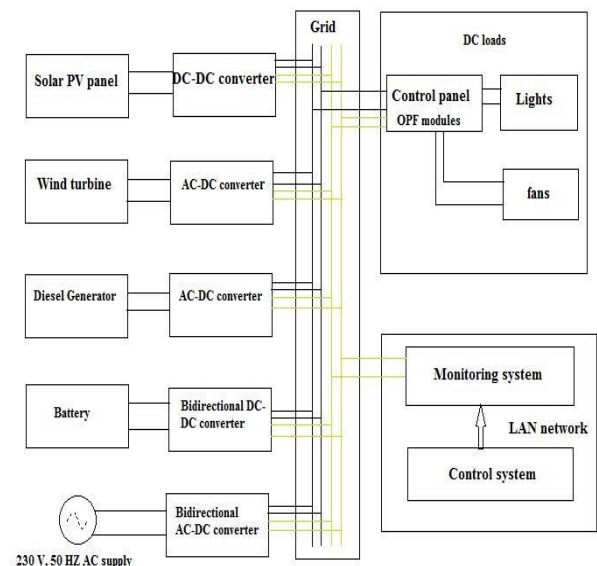 Grid
DC loads
Solar PV panel
DC-DC converter
Control panel
OPF modules
Lights
Wind turbine
AC-DC converter
fans
Diesel Generator
AC-DC converter
Battery
Bidirectional DC-
DC converter
Monitoring system
LAN network
Control system
Bidirectional
AC-DC converter
230 V, 50 HZ AC supply